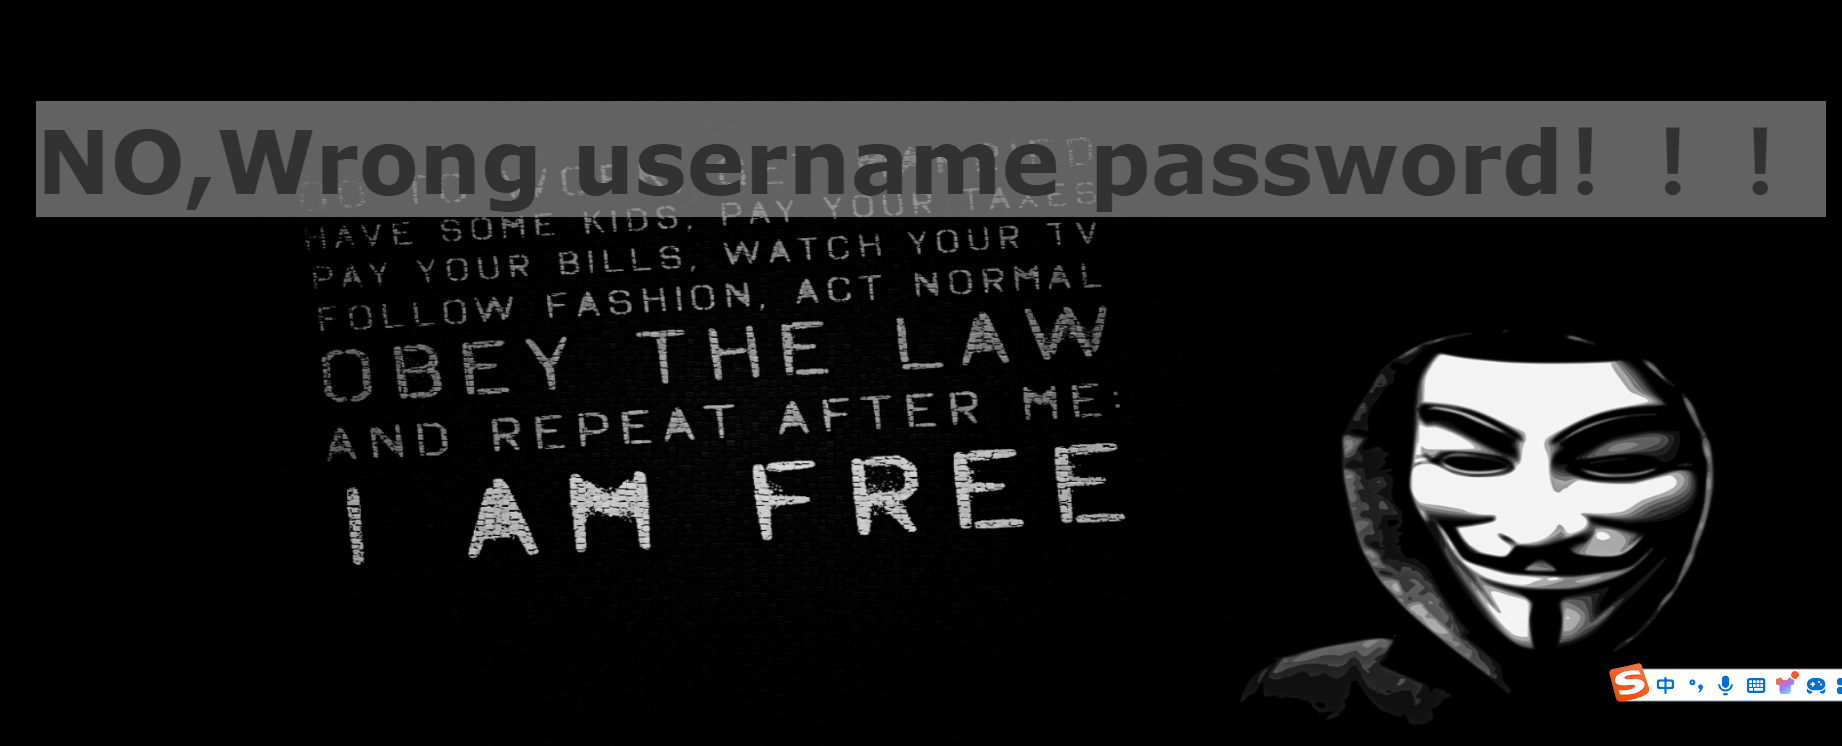 NO,Wrong username password！！！
GO TO WORK, GET MARRIED
HAVE SOME KIDS, PAY YOUR TAXES
PAY YOUR BILLS, WATCH YOUR TV
FOLLOW FASHION, ACT NORMAL
OBEY THE LAW
AND REPEAT AFTER ME:
I AM FREE
S 中